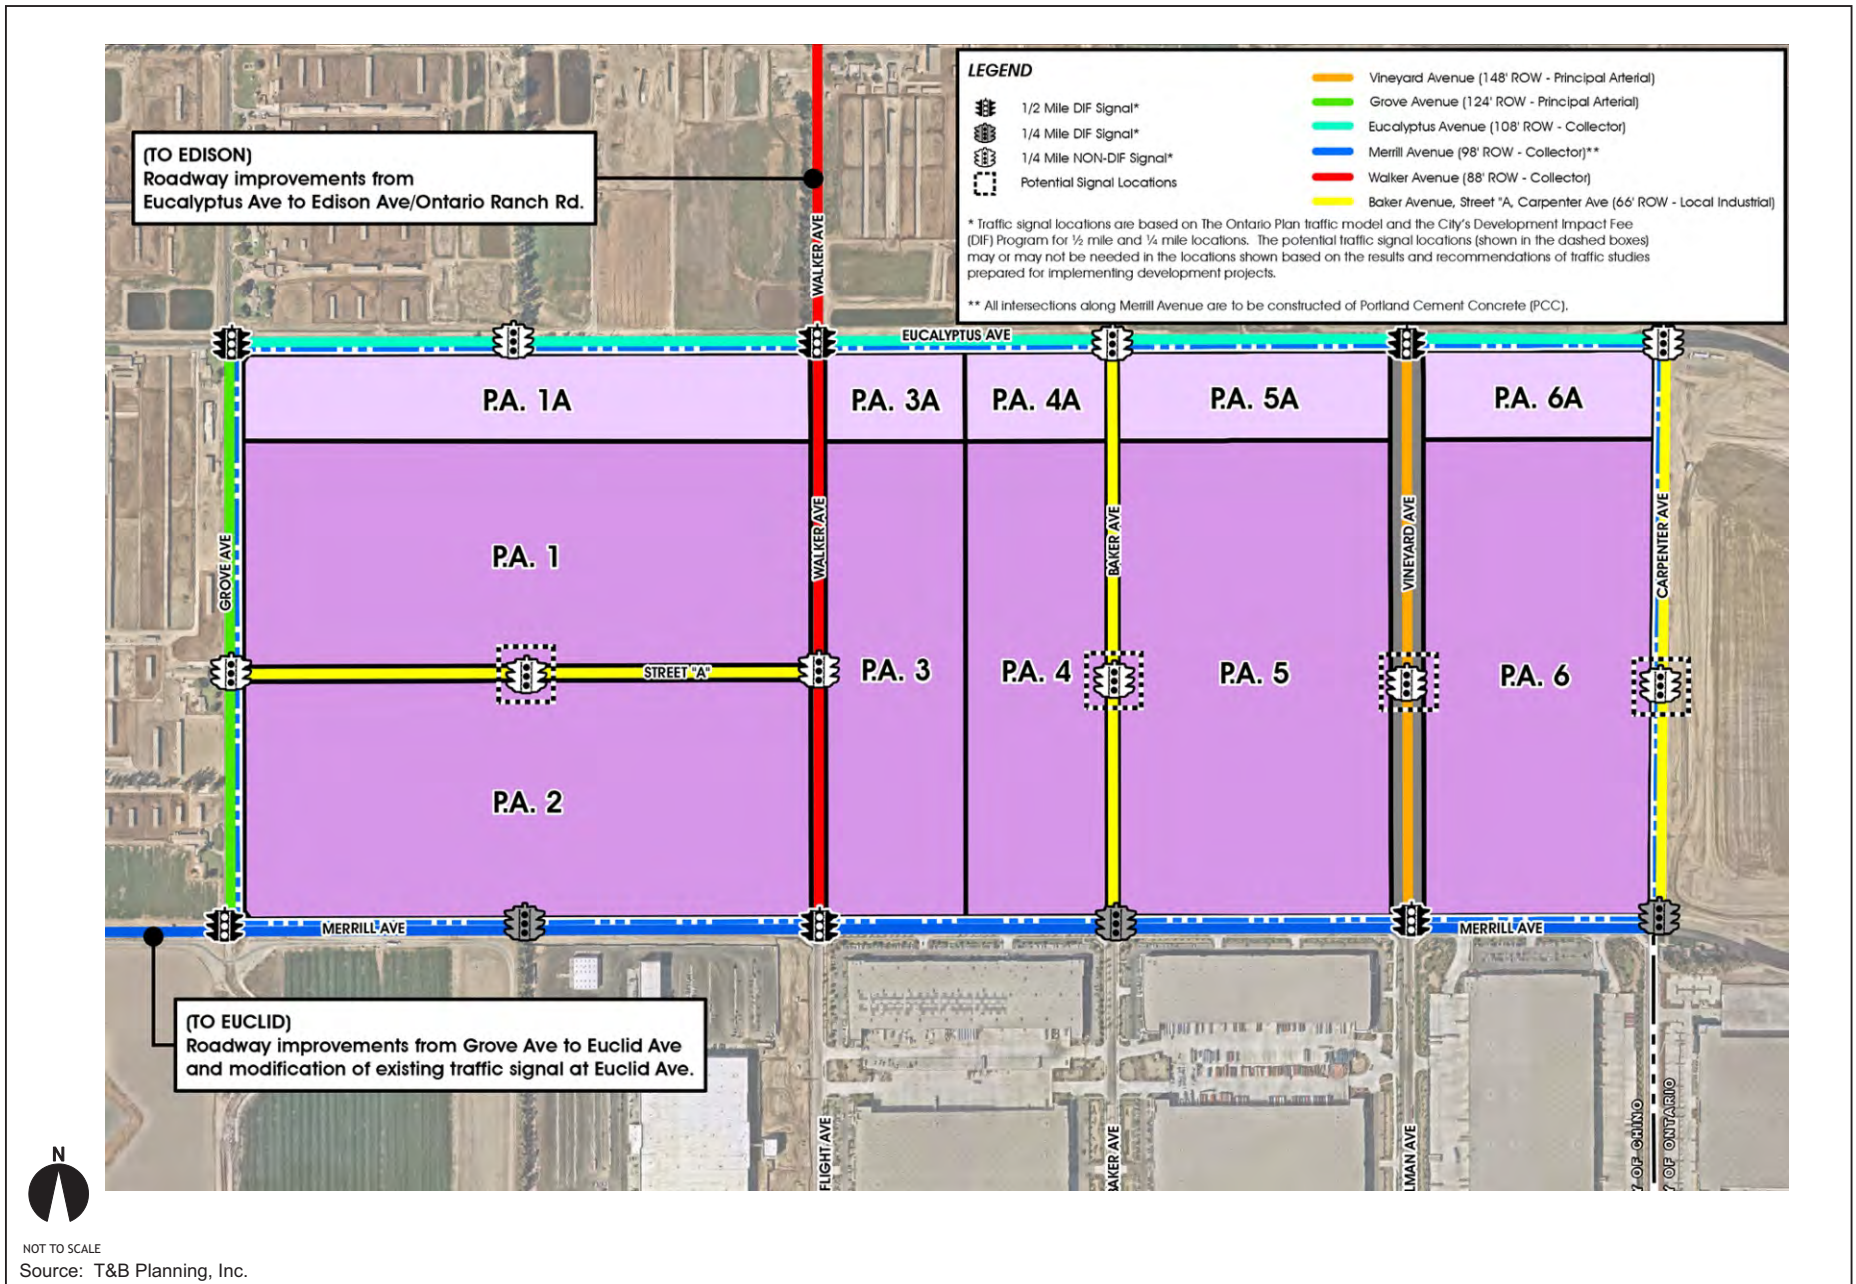 LEGEND
1/2 Mile DIF Signal*
1/4 Mile DIF Signal*
1/4 Mile NON-DIF Signal*
Potential Signal Locations
Vineyard Avenue (148' ROW - Principal Arterial)
Grove Avenue (124' ROW - Principal Arterial)
Eucalyptus Avenue (108' ROW - Collector)
Merrill Avenue (98' ROW - Collector)**
Walker Avenue (88' ROW - Collector)
Baker Avenue, Street "A, Carpenter Ave (66' ROW - Local Industrial)
* Traffic signal locations are based on The Ontario Plan traffic model and the City's Development Impact Fee
(DIF) Program for ½ mile and ¼ mile locations. The potential traffic signal locations (shown in the dashed boxes)
may or may not be needed in the locations shown based on the results and recommendations of traffic studies
prepared for implementing development projects.
** All intersections along Merrill Avenue are to be constructed of Portland Cement Concrete (PCC).
(TO EDISON)
Roadway improvements from
Eucalyptus Ave to Edison Ave/Ontario Ranch Rd.
WALKER AVE
EUCALYPTUS AVE
P.A. 1A
P.A. 3A
P.A. 4A
P.A. 5A
P.A. 6A
GROVE AVE
P.A. 1
WALKER AVE
BAKER AVE
VINEYARD AVE
CARPENTER AVE
STREET "A"
P.A. 3
P.A. 4
P.A. 5
P.A. 6
P.A. 2
MERRILL AVE
MERRILL AVE
(TO EUCLID)
Roadway improvements from Grove Ave to Euclid Ave
and modification of existing traffic signal at Euclid Ave.
FLIGHT AVE
BAKER AVE
LMAN AVE
Y OF CHINO
Y OF ONTARIO
N
NOT TO SCALE
Source: T&B Planning, Inc.